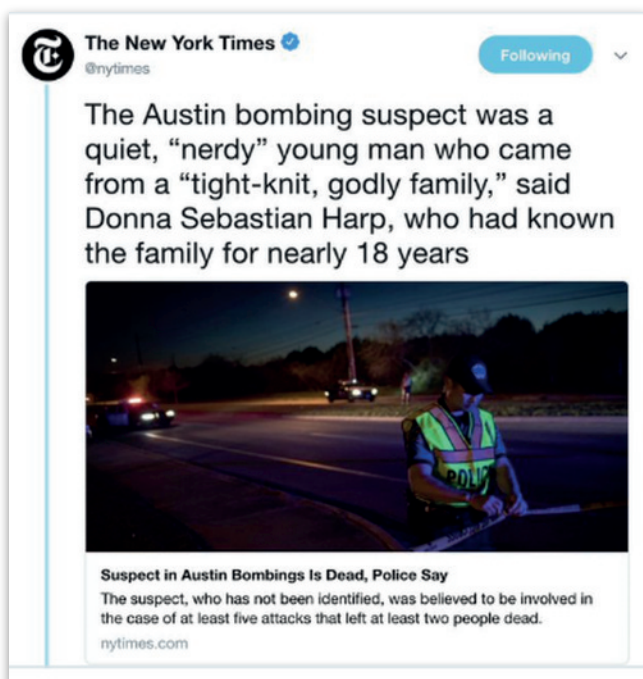 The New York Times
@nytimes
Following
The Austin bombing suspect was a
quiet, “nerdy” young man who came
from a “tight-knit, godly family,” said
Donna Sebastian Harp, who had known
the family for nearly 18 years
POLICE
Suspect in Austin Bombings Is Dead, Police Say
The suspect, who has not been identified, was believed to be involved in
the case of at least five attacks that left at least two people dead.
nytimes.com